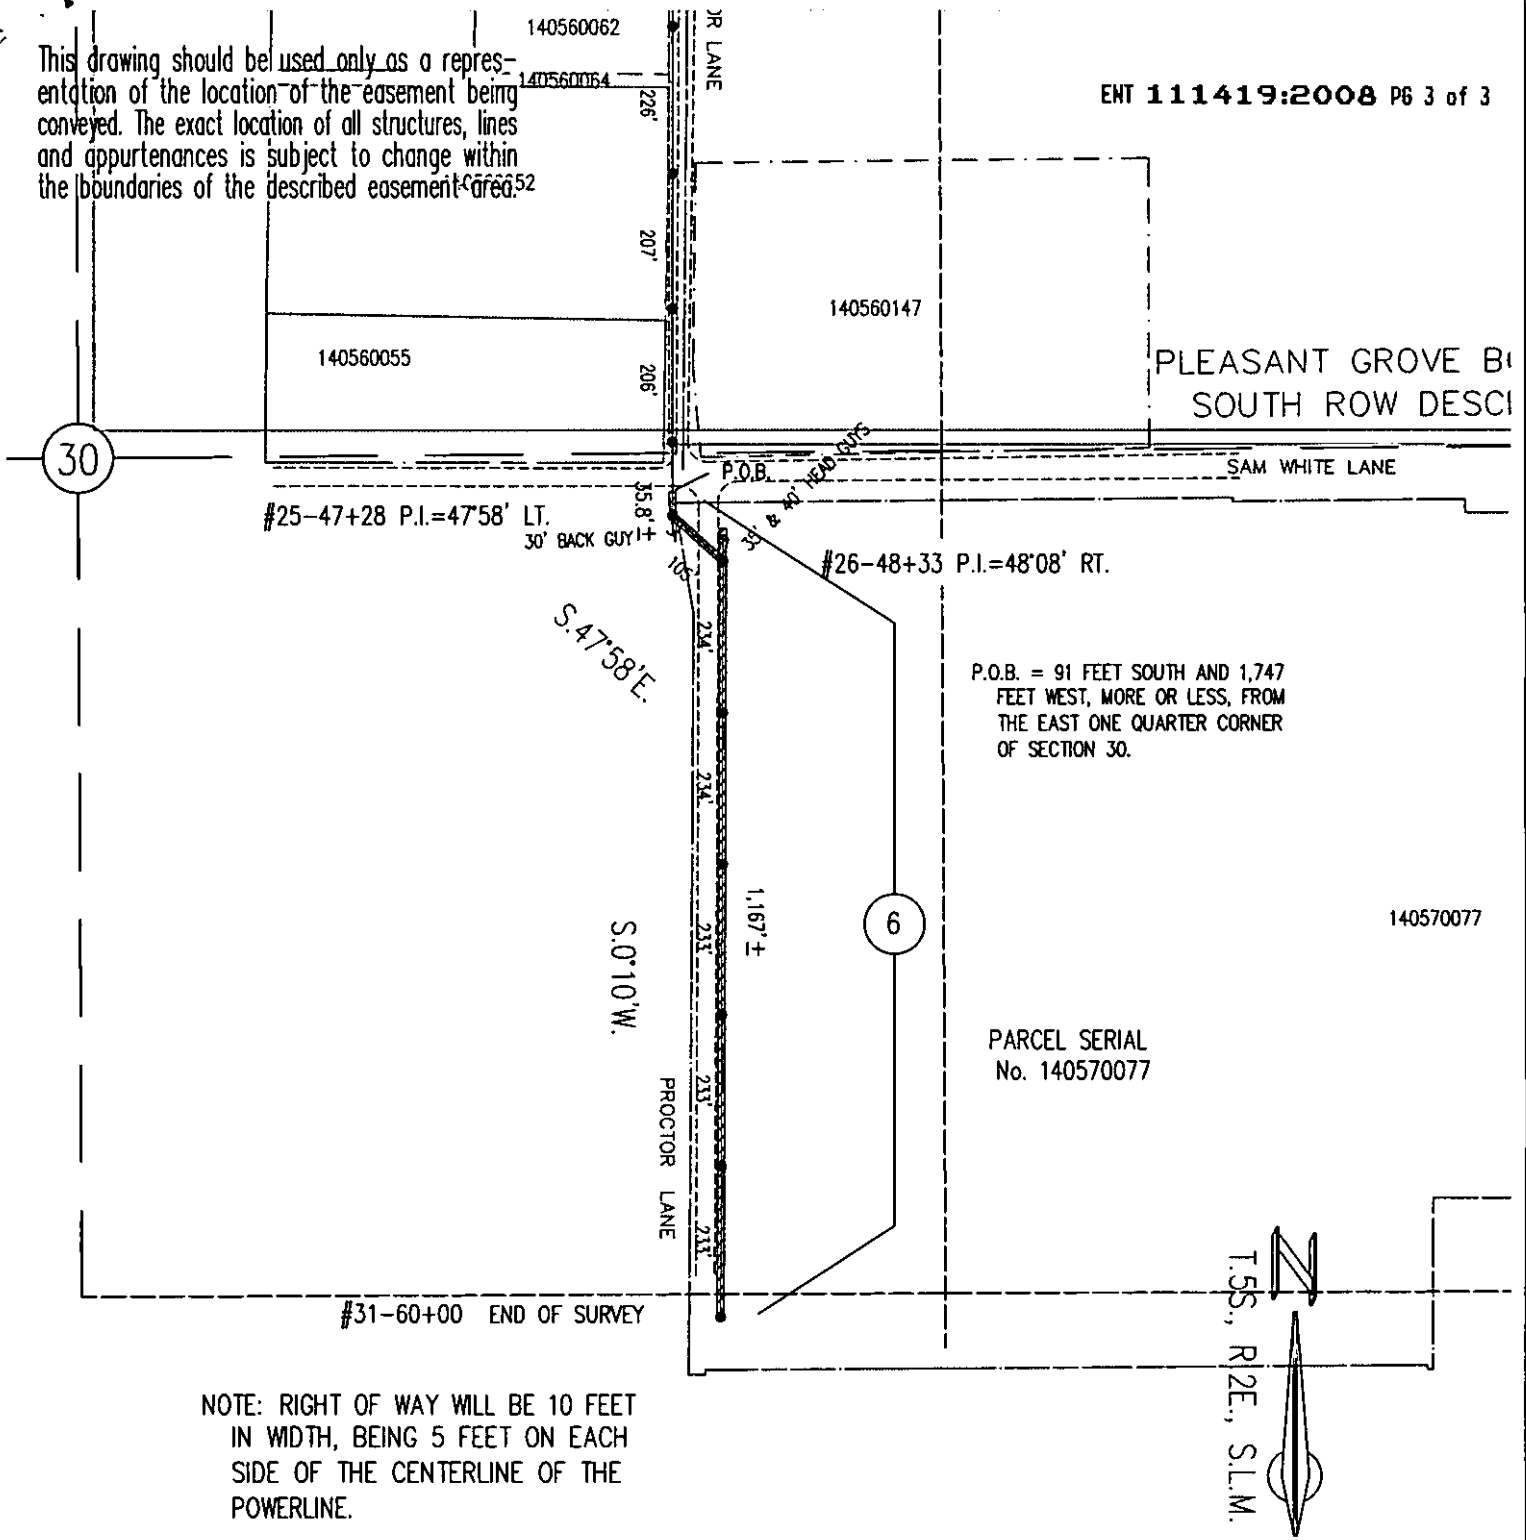 This drawing should be used only as a repres-
entation of the location of the easement being
conveyed. The exact location of all structures, lines
and appurtenances is subject to change within
the boundaries of the described easement area.
140560062
140560064
OR LANE
ENT 111419:2008 PG 3 of 3
226'
207'
206'
140560147
140560055
PLEASANT GROVE
SOUTH ROW
30
SAM WHITE LANE
P.O.B.
35' & 40' HEAD GUYS
#25-47+28 P.I.=47°58' LT.
30' BACK GUY
35.8' ±
105'
#26-48+33 P.I.=48°08' RT.
S.47°58'E.
234'
P.O.B. = 91 FEET SOUTH AND 1,747
FEET WEST, MORE OR LESS, FROM
THE EAST ONE QUARTER CORNER
OF SECTION 30.
234'
1,167' ±
6
140570077
233'
S.0°10'W.
PARCEL SERIAL
No. 140570077
233'
PROCTOR LANE
233'
#31-60+00 END OF SURVEY
N
T.5S., R.2E., S.L.M.
NOTE: RIGHT OF WAY WILL BE 10 FEET
IN WIDTH, BEING 5 FEET ON EACH
SIDE OF THE CENTERLINE OF THE
POWERLINE.